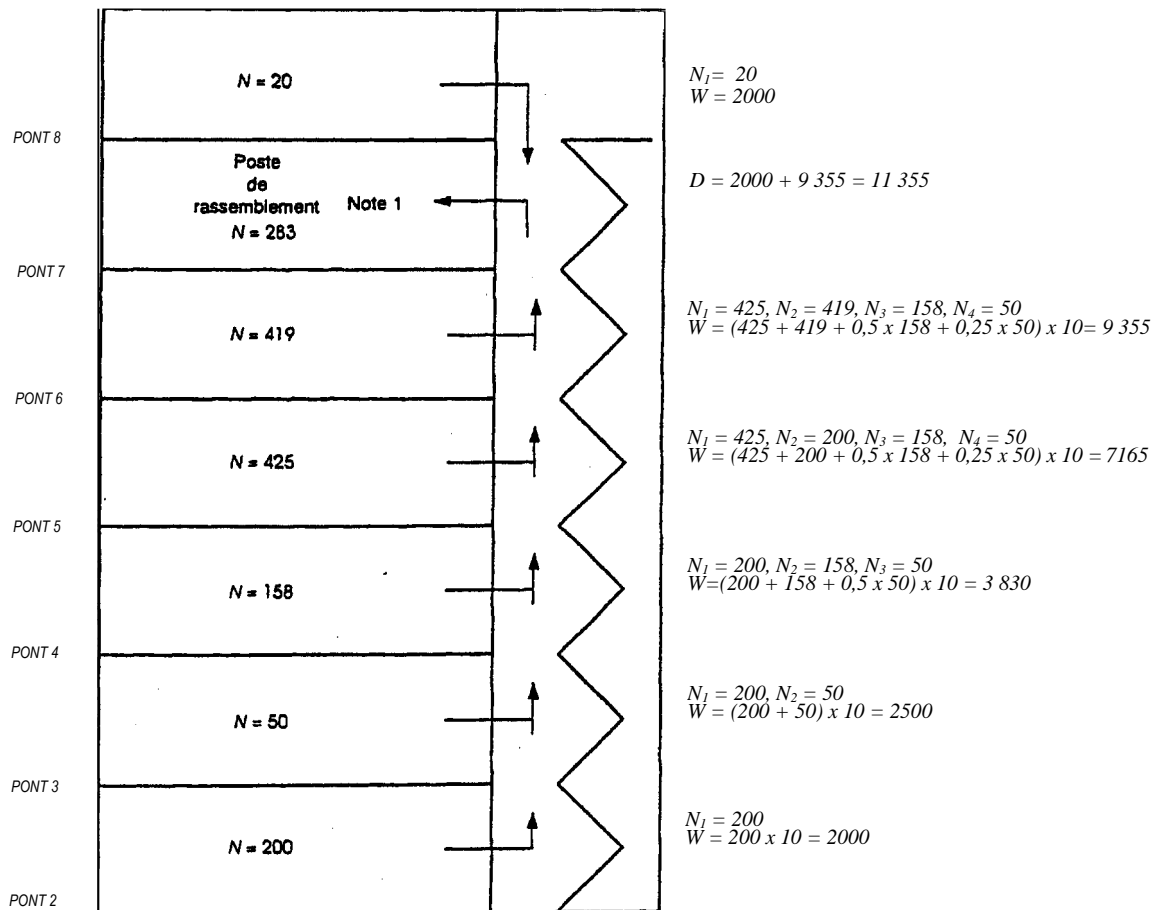 N = 20
N1= 20
W = 2000
PONT 8
Poste
de
rassemblement Note 1
N = 283
D = 2000 + 9 355 = 11 355
PONT 7
N = 419
N1 = 425, N2 = 419, N3 = 158, N4 = 50
W = (425 + 419 + 0,5 x 158 + 0,25 x 50) x 10= 9 355
PONT 6
N = 425
N1 = 425, N2 = 200, N3 = 158, N4 = 50
W = (425 + 200 + 0,5 x 158 + 0,25 x 50) x 10 = 7165
PONT 5
N = 158
N1 = 200, N2 = 158, N3 = 50
W=(200 + 158 + 0,5 x 50) x 10 = 3 830
PONT 4
N = 50
N1 = 200, N2 = 50
W = (200 + 50) x 10 = 2500
PONT 3
N = 200
N1 = 200
W = 200 x 10 = 2000
PONT 2